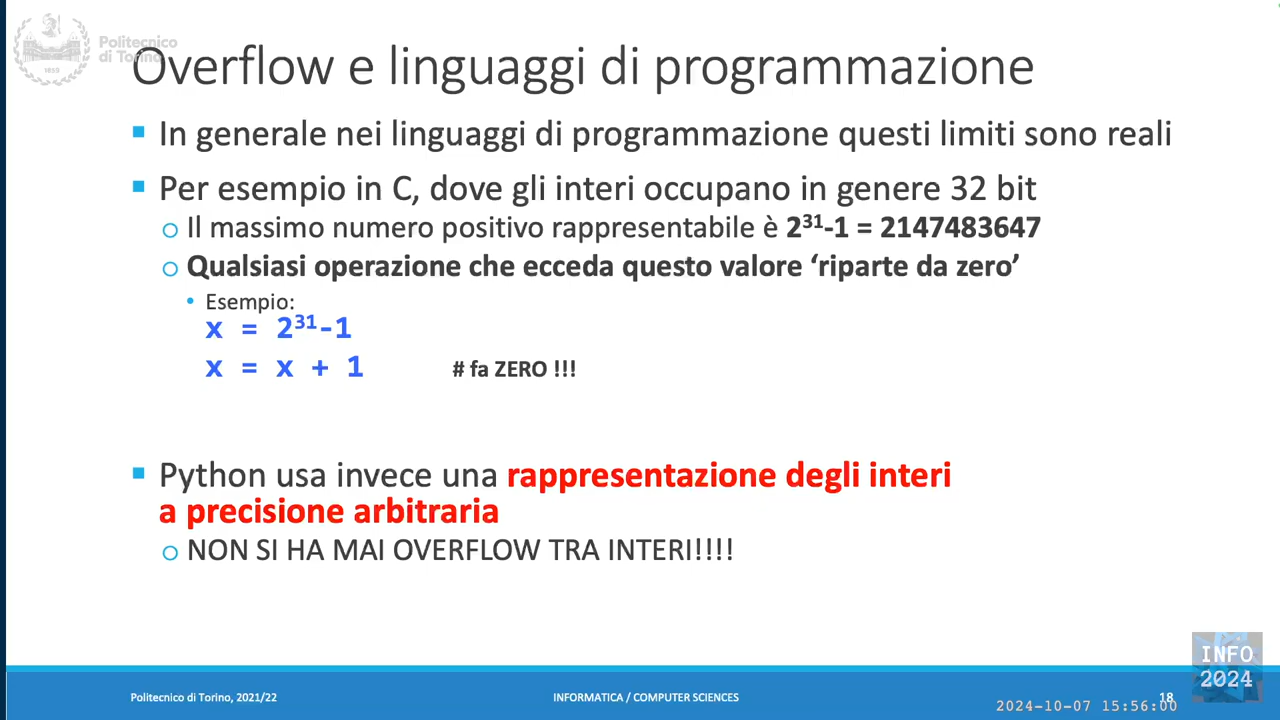 Politecnico
di Torino
1859
Overflow e linguaggi di programmazione
▪ In generale nei linguaggi di programmazione questi limiti sono reali
▪ Per esempio in C, dove gli interi occupano in genere 32 bit
o Il massimo numero positivo rappresentabile è 2³¹-1 = 2147483647
o Qualsiasi operazione che ecceda questo valore ‘riparte da zero’
• Esempio:
x = 2³¹-1
x = x + 1 # fa ZERO !!!
▪ Python usa invece una rappresentazione degli interi
a precisione arbitraria
o NON SI HA MAI OVERFLOW TRA INTERI!!!!
INFO
2024
Politecnico di Torino, 2021/22 INFORMATICA / COMPUTER SCIENCES 18
2024-10-07 15:56:00